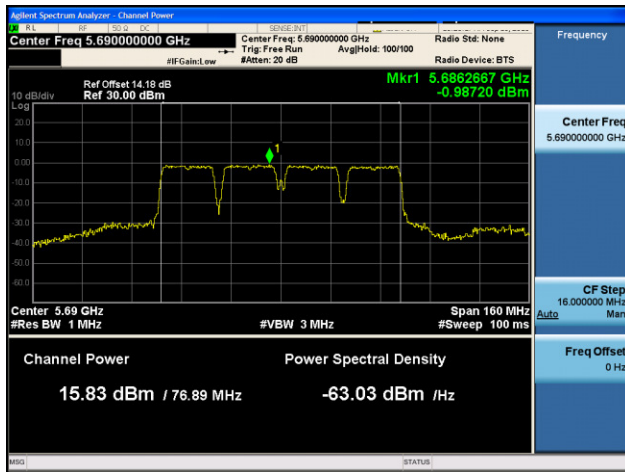 Agilent Spectrum Analyzer - Channel Power
RL RF 50 Ω DC SENSE:INT
Center Freq 5.690000000 GHz
#IFGain:Low
Center Freq: 5.690000000 GHz
Trig: Free Run Avg|Hold: 100/100
#Atten: 20 dB
Radio Std: None
Radio Device: BTS
Frequency
Ref Offset 14.18 dB
10 dB/div Ref 30.00 dBm
Mkr1 5.6862667 GHz
-0.98720 dBm
Log
20.0
10.0
0.00
-10.0
-20.0
-30.0
-40.0
-50.0
-60.0
1
Center 5.69 GHz Span 160 MHz
#Res BW 1 MHz #VBW 3 MHz #Sweep 100 ms
Channel Power Power Spectral Density
15.83 dBm / 76.89 MHz -63.03 dBm /Hz
Center Freq
5.690000000 GHz
CF Step
16.000000 MHz
Auto Man
Freq Offset
0 Hz
MSG STATUS